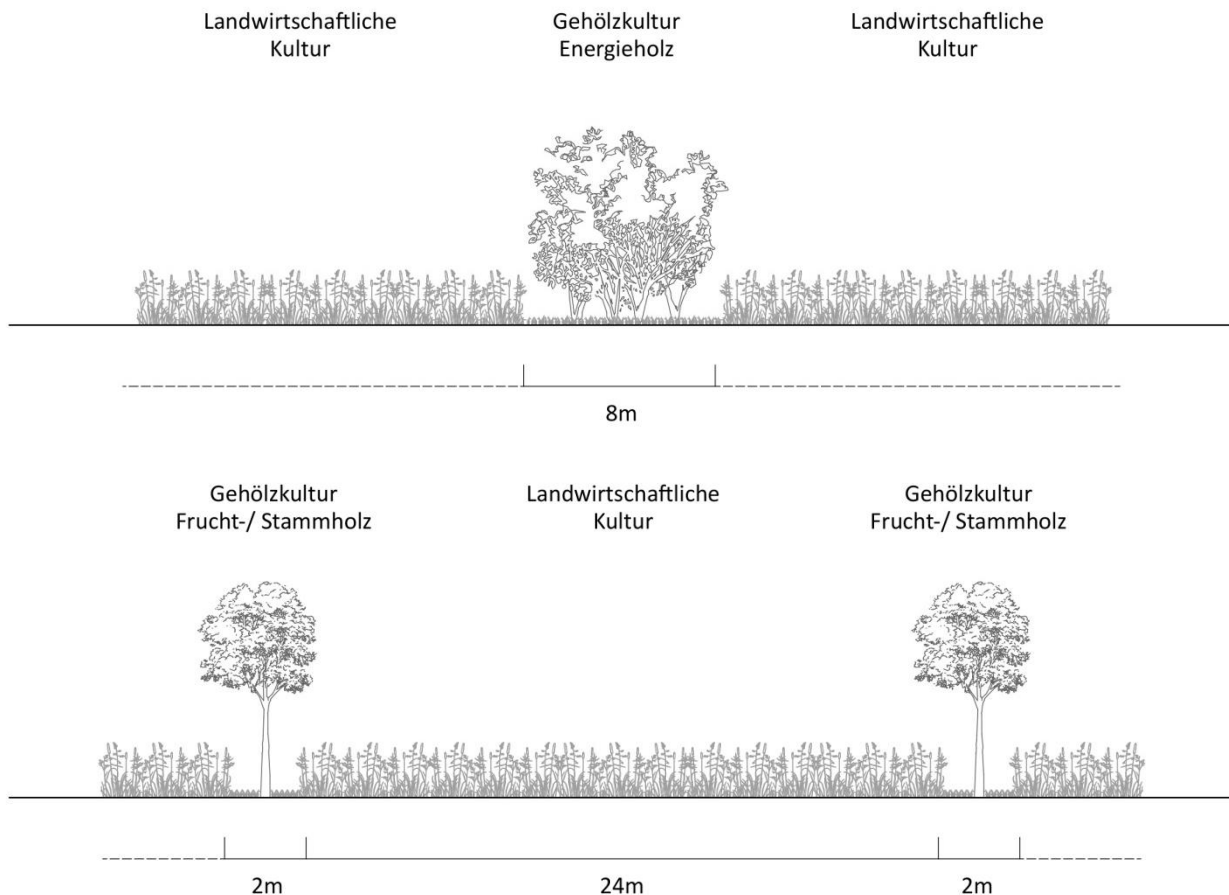 Landwirtschaftliche
Kultur
Gehölzkultur
Energieholz
Landwirtschaftliche
Kultur
8m
Gehölzkultur
Frucht-/ Stammholz
Landwirtschaftliche
Kultur
Gehölzkultur
Frucht-/ Stammholz
2m
24m
2m